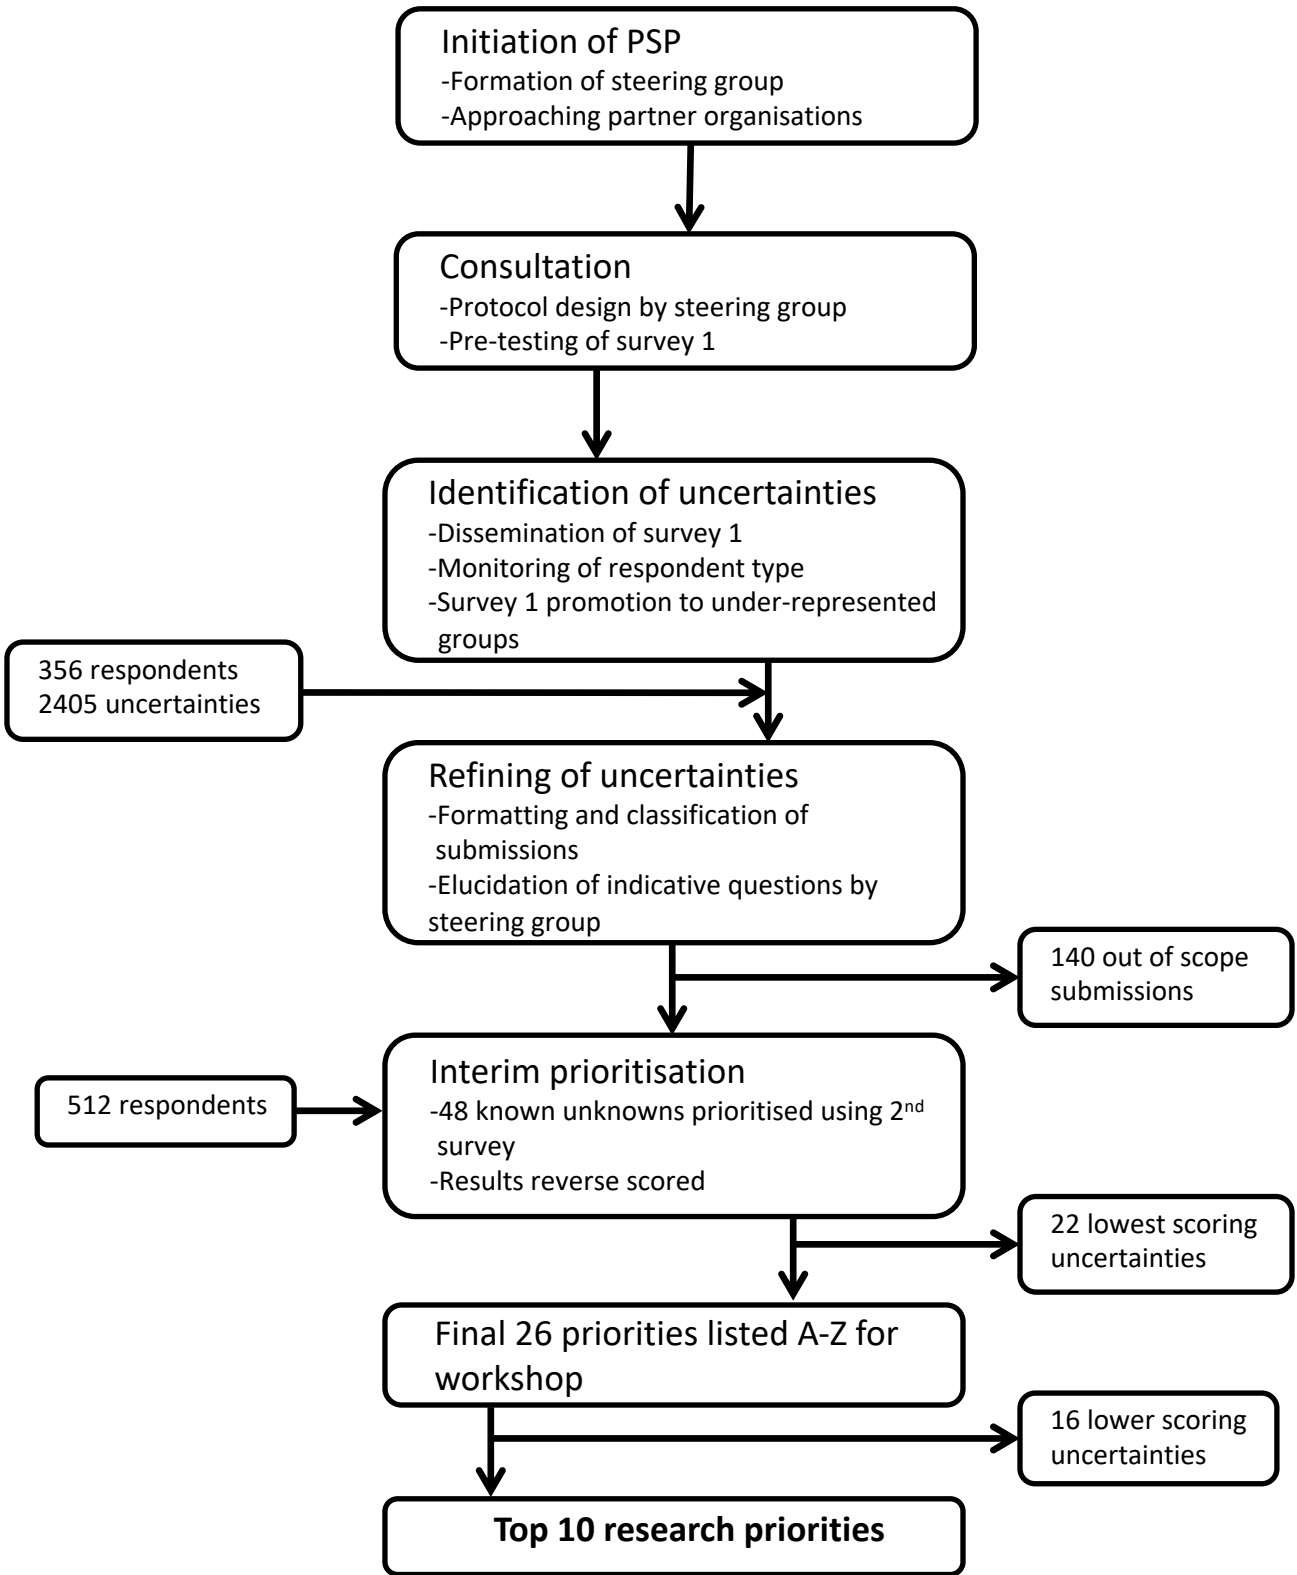 Initiation of PSP
-Formation of steering group
-Approaching partner organisations
Consultation
-Protocol design by steering group
-Pre-testing of survey 1
Identification of uncertainties
-Dissemination of survey 1
-Monitoring of respondent type
-Survey 1 promotion to under-represented
groups
356 respondents
2405 uncertainties
Refining of uncertainties
-Formatting and classification of
submissions
-Elucidation of indicative questions by
steering group
140 out of scope
submissions
Interim prioritisation
-48 known unknowns prioritised using 2nd
survey
-Results reverse scored
512 respondents
22 lowest scoring
uncertainties
Final 26 priorities listed A-Z for
workshop
16 lower scoring
uncertainties
Top 10 research priorities